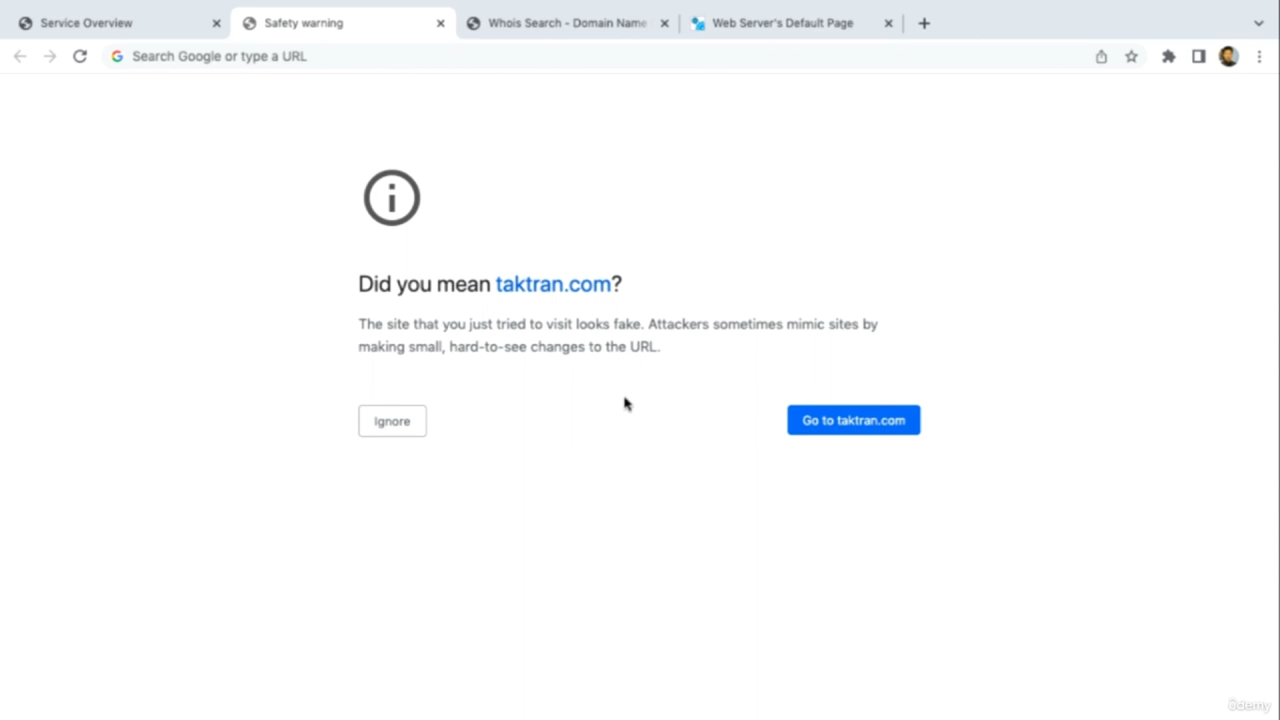 Service Overview
Safety warning
Whois Search - Domain Name
Web Server's Default Page
Search Google or type a URL
Did you mean taktran.com?
The site that you just tried to visit looks fake. Attackers sometimes mimic sites by
making small, hard-to-see changes to the URL.
Ignore
Go to taktran.com
ûdemy